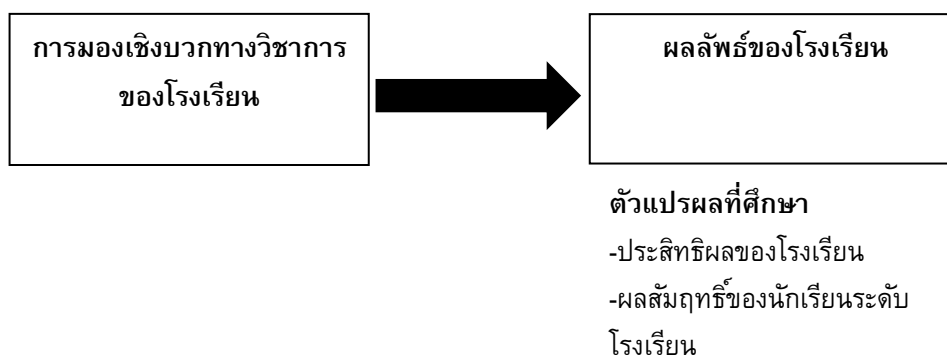 การมองเชิงบวกทางวิชาการ
ของโรงเรียน
ผลลัพธ์ของโรงเรียน
ตัวแปรผลที่ศึกษา
-ประสิทธิผลของโรงเรียน
-ผลสัมฤทธิ์ของนักเรียนระดับ
โรงเรียน